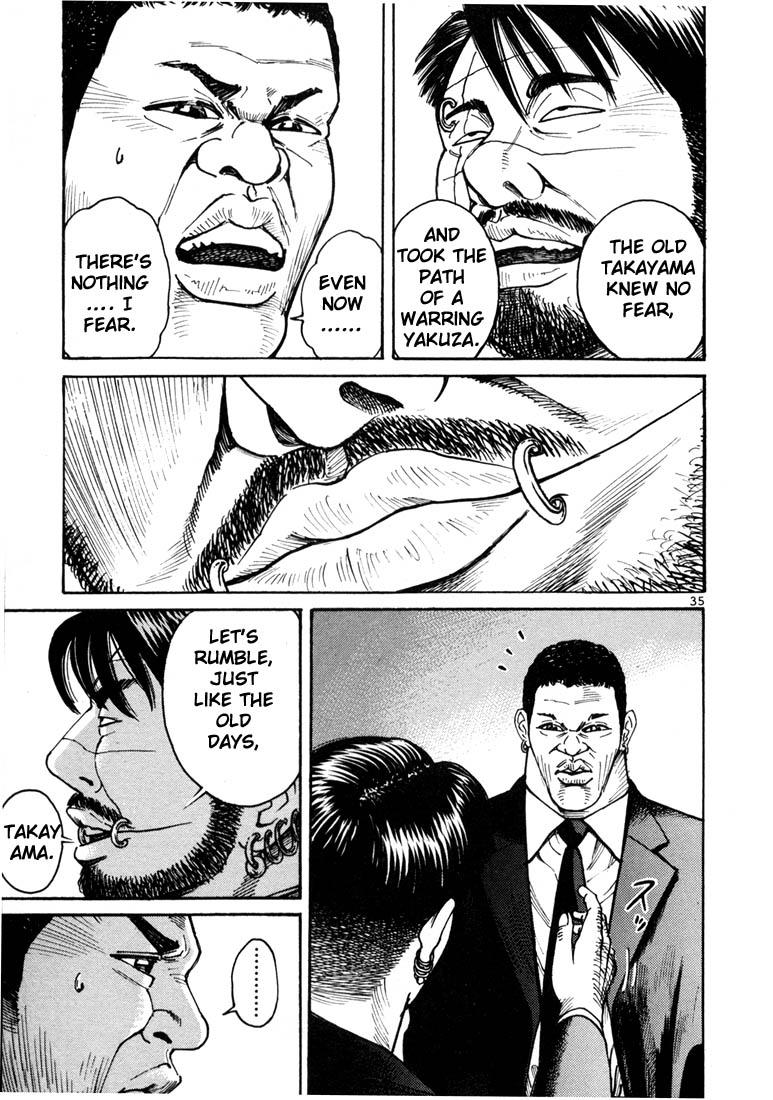 THE OLD
TAKAYAMA
KNEW NO
FEAR,
AND
TOOK THE
PATH
OF A
WARRING
YAKUZA.
EVEN
NOW
......
THERE'S
NOTHING
.... I
FEAR.
35
スッ
LET'S
RUMBLE,
JUST
LIKE THE
OLD
DAYS,
TAKAY
AMA.
.........